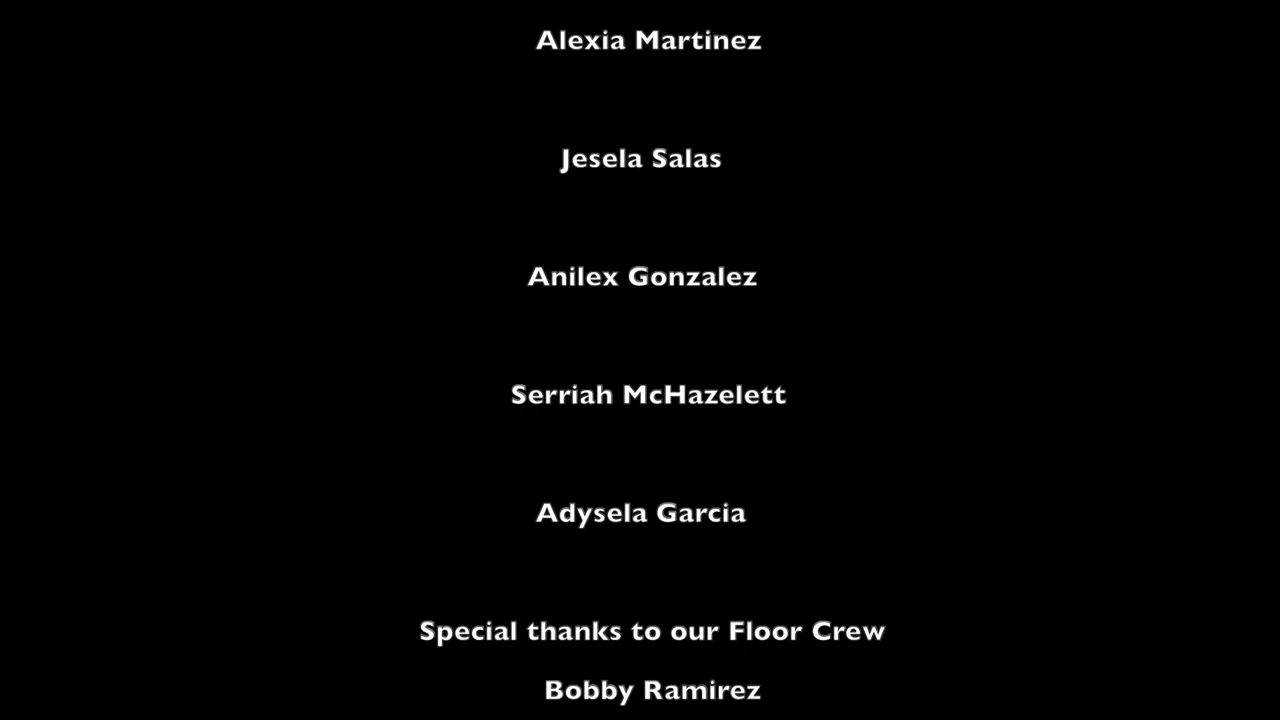 Alexia Martinez
Jesela Salas
Anilex Gonzalez
Serriah McHazelett
Adysela Garcia
Special thanks to our Floor Crew
Bobby Ramirez